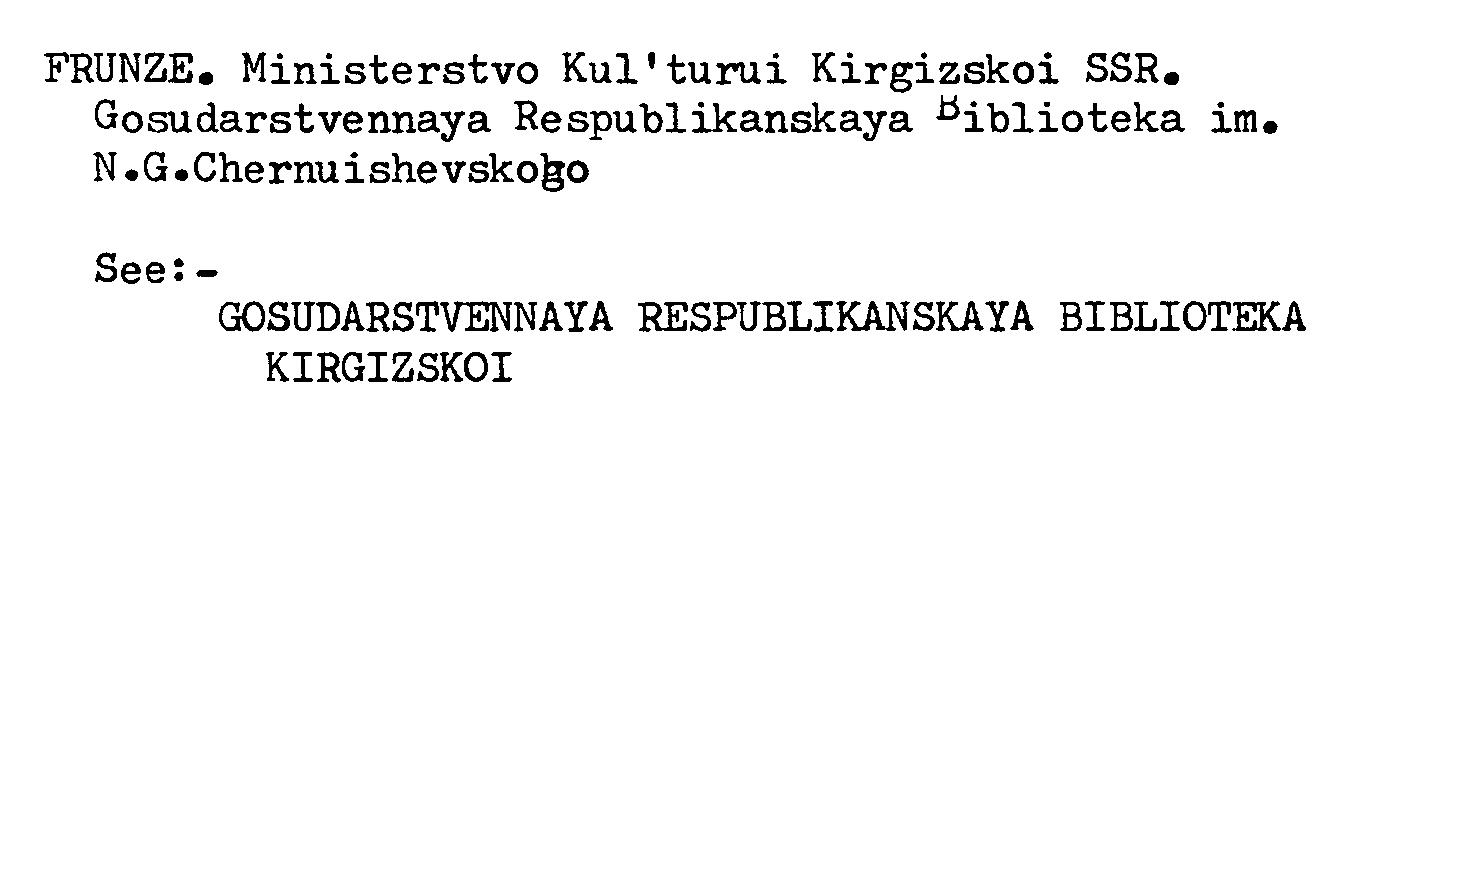 FRUNZE. Ministerstvo Kul'turui Kirgizskoi SSR.
Gosudarstvennaya Respublikanskaya Biblioteka im.
N.G.Chernuishevskogo
See:-
GOSUDARSTVENNAYA RESPUBLIKANSKAYA BIBLIOTEKA
KIRGIZSKOI